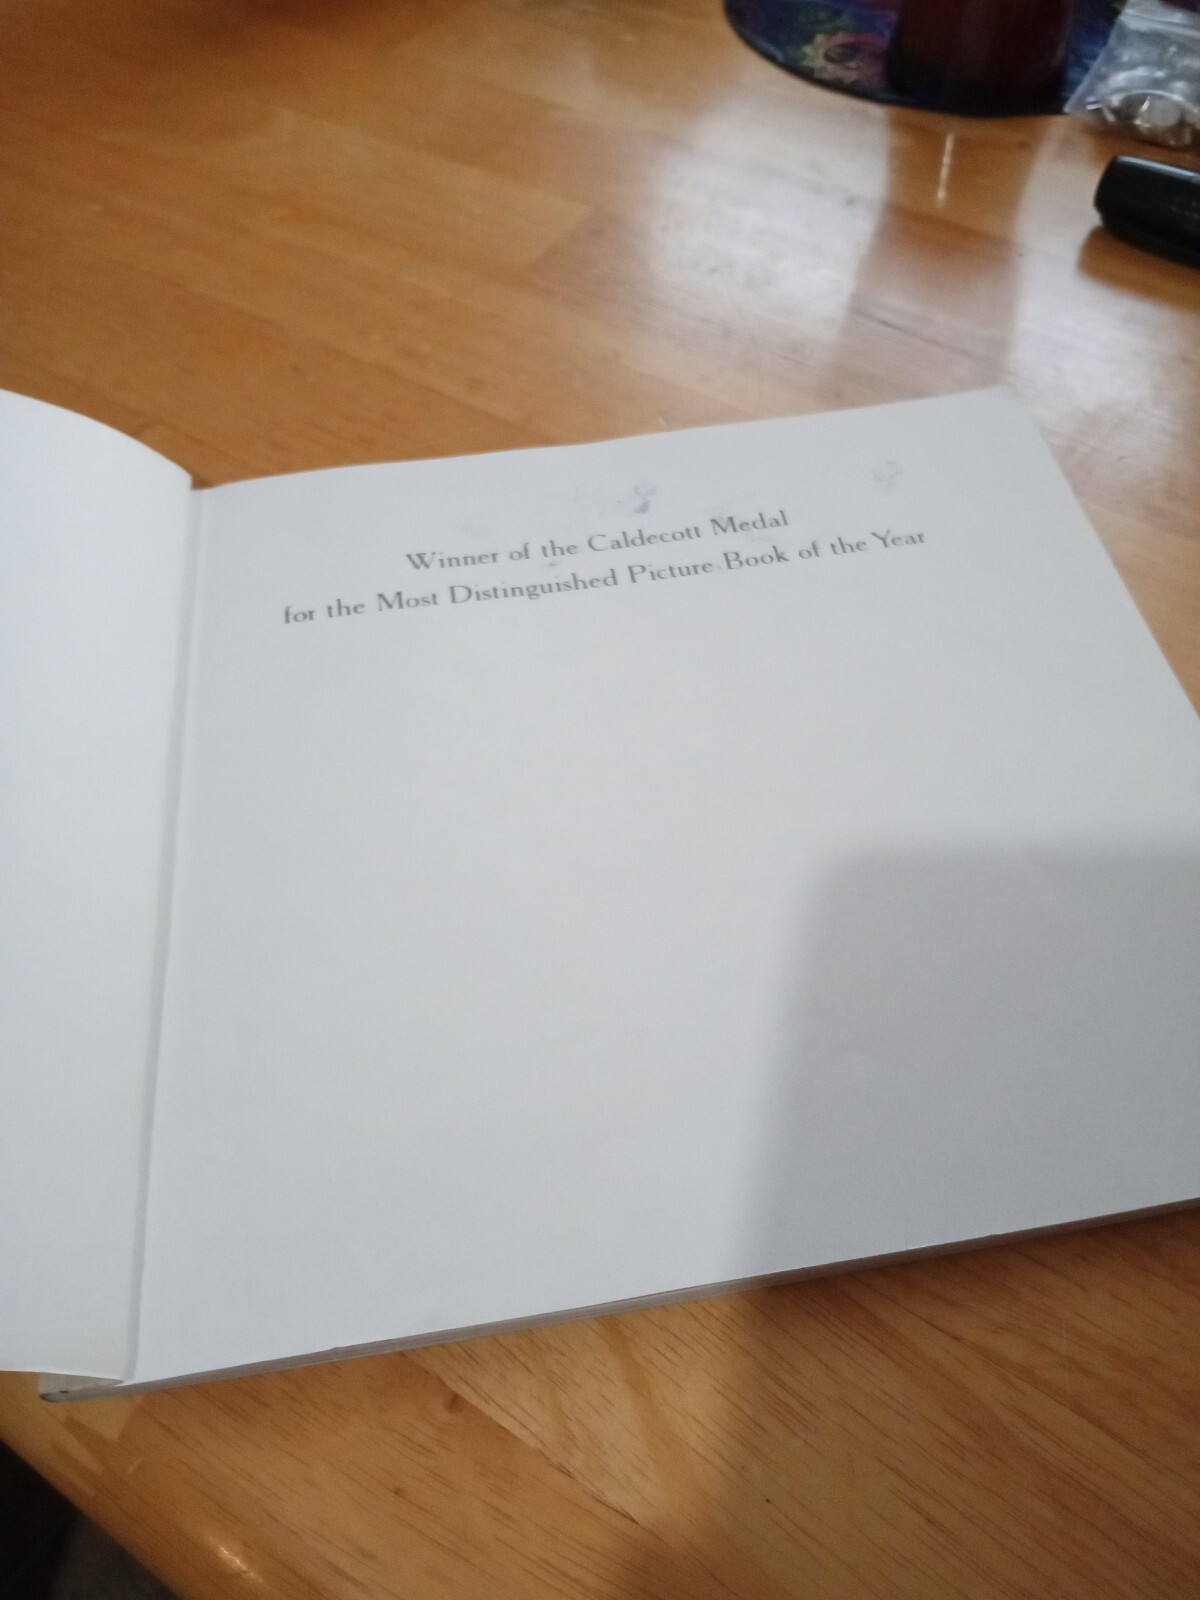 Winner of the Caldecott Medal
for the Most Distinguished Picture Book of the Year